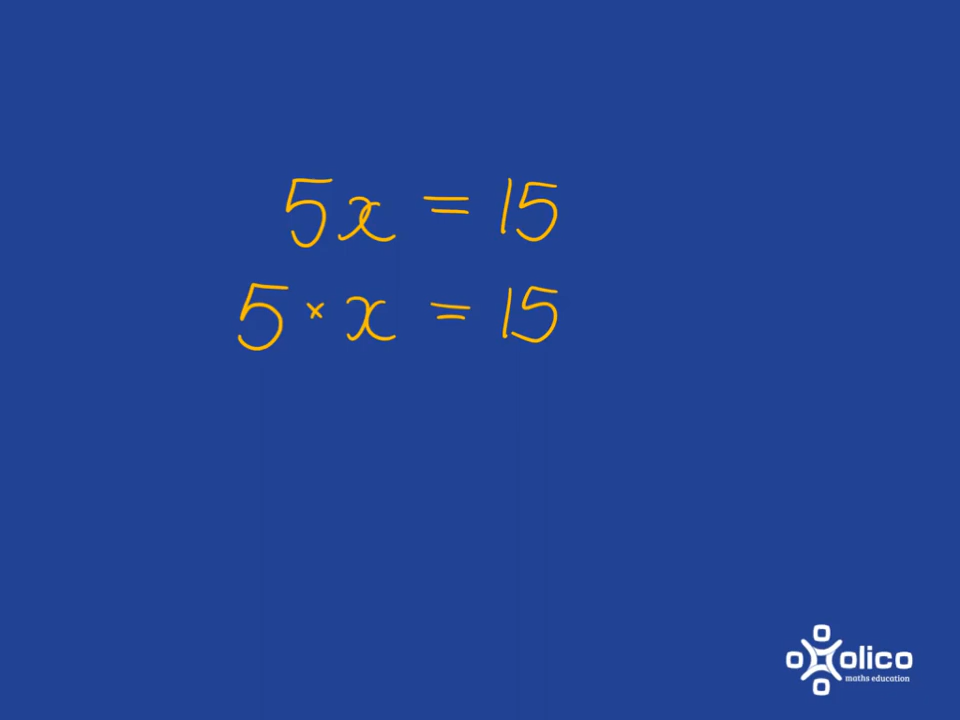 5x = 15
5 × x = 15
olico
maths education